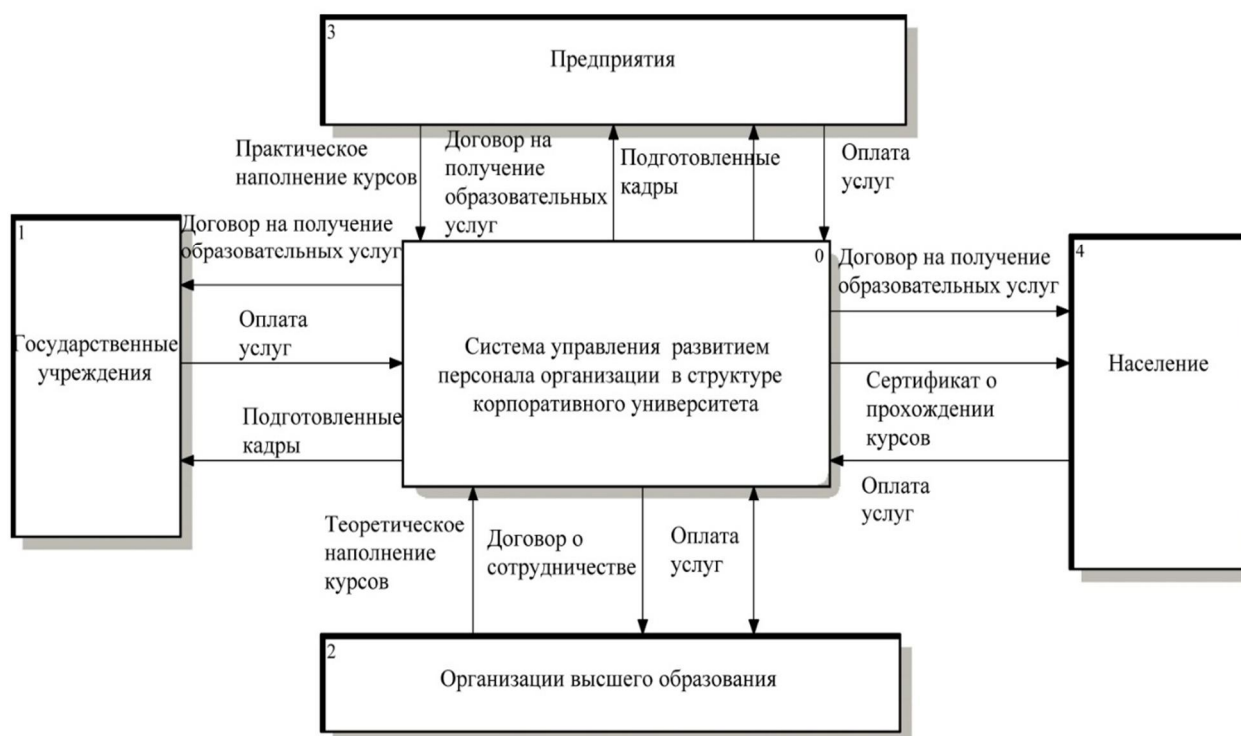 3
Предприятия
Практическое
наполнение курсов
Договор на
получение
образовательных
услуг
Подготовленные
кадры
Оплата
услуг
1
Государственные
учреждения
Договор на получение
образовательных услуг
Оплата
услуг
Подготовленные
кадры
0
Система управления развитием
персонала организации в структуре
корпоративного университета
Договор на получение
образовательных услуг
Сертификат о
прохождении
курсов
Оплата
услуг
4
Население
Теоретическое
наполнение
курсов
Договор о
сотрудничестве
Оплата
услуг
2
Организации высшего образования